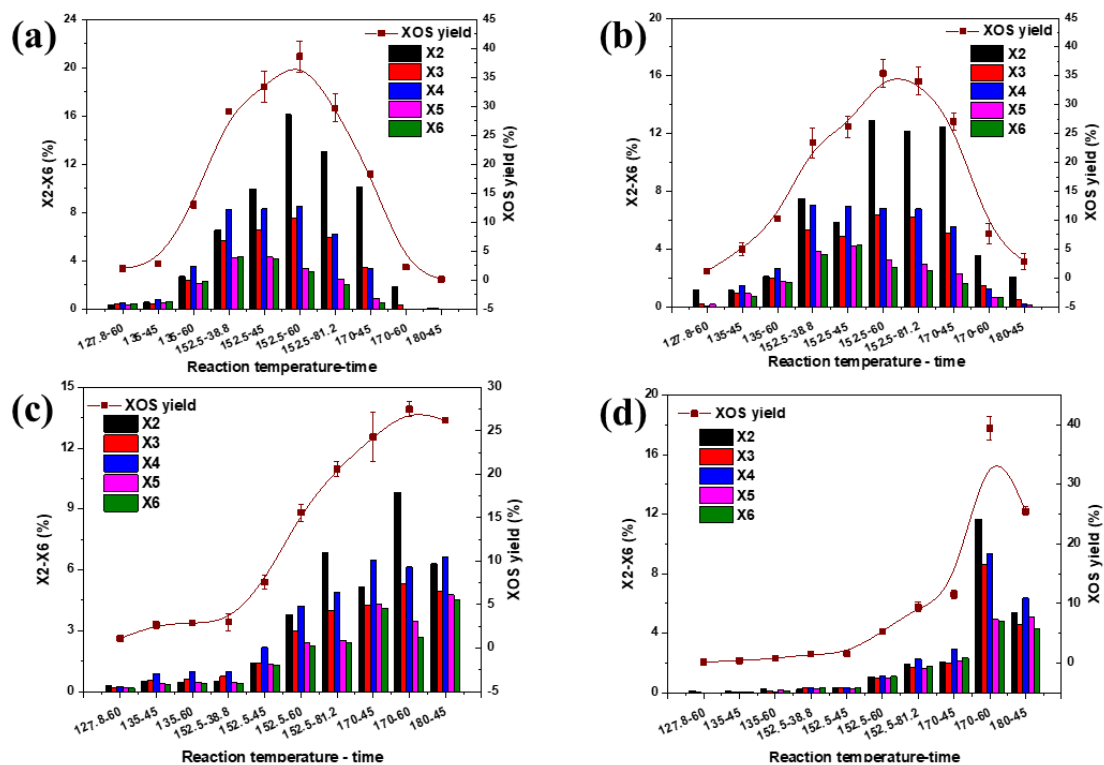 (a)
24
20
16
12
8
4
0
X2-X6 (%)
XOS yield
X2
X3
X4
X5
X6
45
40
35
30
25
20
15
10
5
0
-5
XOS yield (%)
127.8-60
135-45
135-60
152.5-38.8
152.5-45
152.5-60
152.5-81.2
170-45
170-60
180-45
Reaction temperature-time
(b)
20
16
12
8
4
0
X2-X6 (%)
XOS yield
X2
X3
X4
X5
X6
45
40
35
30
25
20
15
10
5
0
-5
XOS yield (%)
127.8-60
135-45
135-60
152.5-38.8
152.5-45
152.5-60
152.5-81.2
170-45
170-60
180-45
Reaction temperature - time
(c)
15
12
9
6
3
0
X2-X6 (%)
XOS yield
X2
X3
X4
X5
X6
30
25
20
15
10
5
0
-5
XOS yield (%)
127.8-60
135-45
135-60
152.5-38.8
152.5-45
152.5-60
152.5-81.2
170-45
170-60
180-45
Reaction temperature - time
(d)
20
16
12
8
4
0
X2-X6 (%)
XOS yield
X2
X3
X4
X5
X6
40
30
20
10
0
XOS yield (%)
127.8-60
135-45
135-60
152.5-38.8
152.5-45
152.5-60
152.5-81.2
170-45
170-60
180-45
Reaction temperature-time